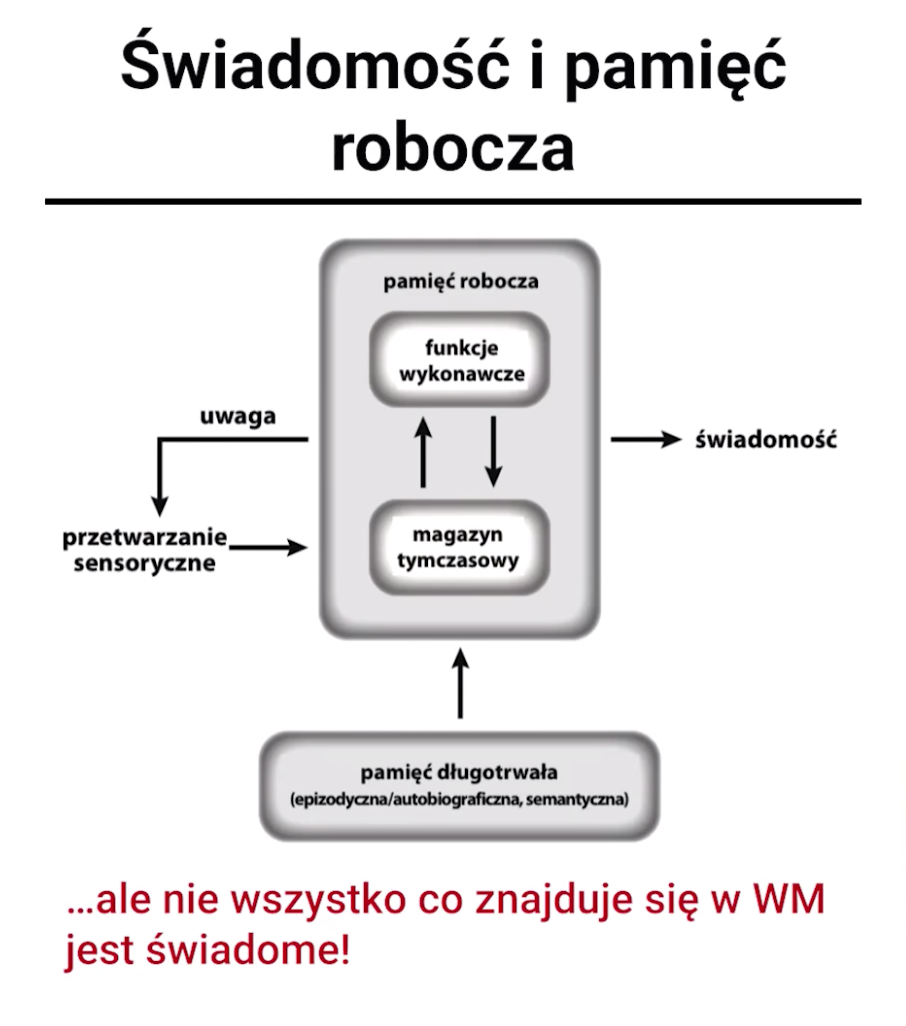 Świadomość i pamięć
robocza
pamięć robocza
funkcje
wykonawcze
uwaga
świadomość
przetwarzanie
sensoryczne
magazyn
tymczasowy
pamięć długotrwała
(epizodyczna/autobiograficzna, semantyczna)
...ale nie wszystko co znajduje się w WM
jest świadome!